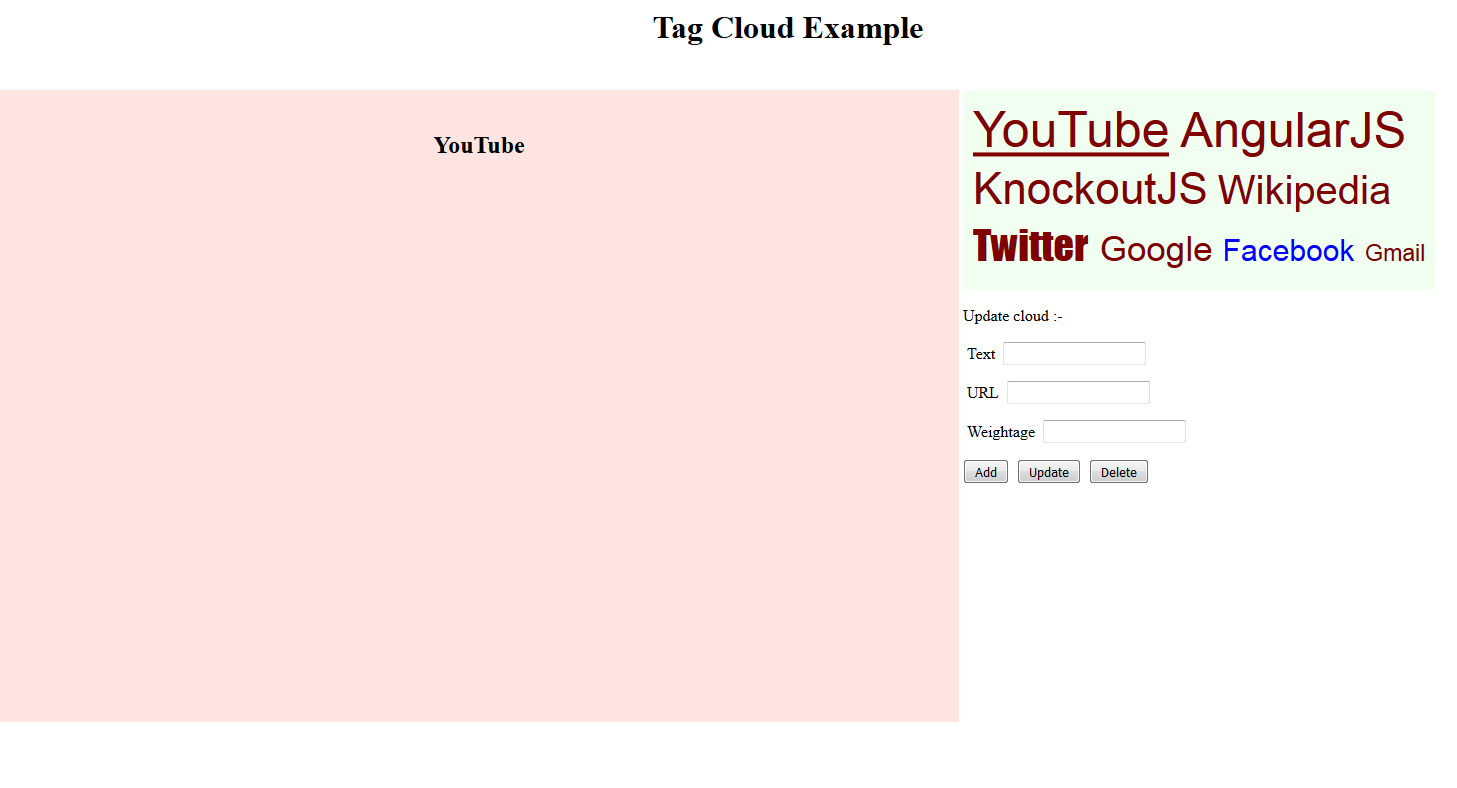 Tag Cloud Example
YouTube
YouTube AngularJS
KnockoutJS Wikipedia
Twitter Google Facebook Gmail
Update cloud :-
Text
URL
Weightage
Add Update Delete